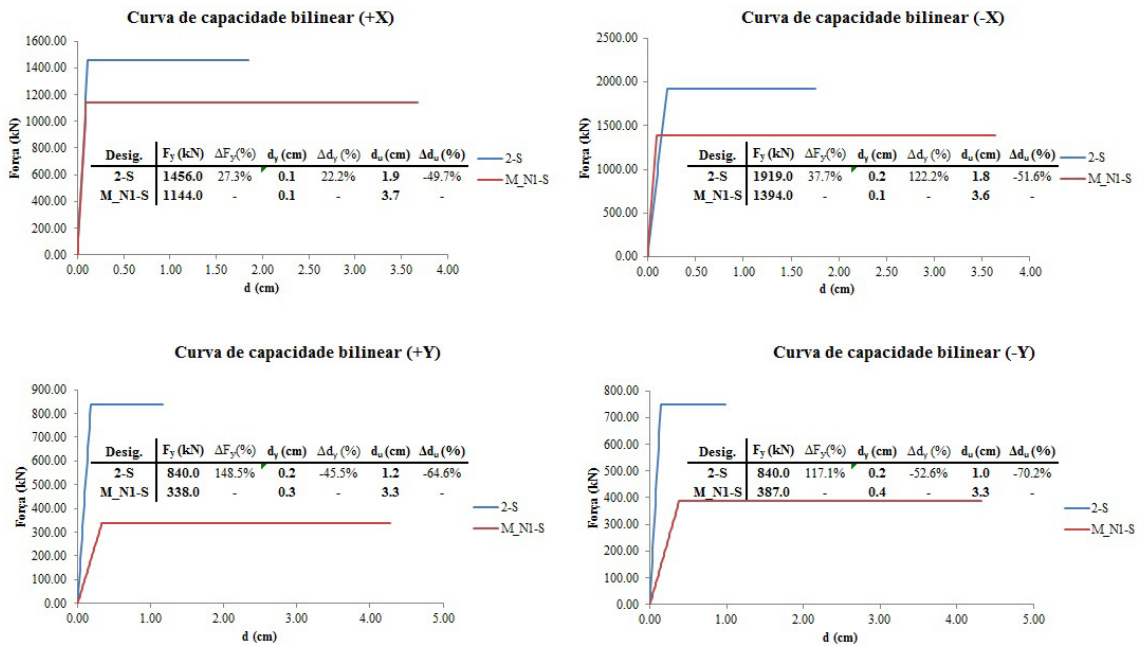 Curva de capacidade bilinear (+X)
1600.00
1400.00
1200.00
1000.00
800.00
600.00
400.00
200.00
0.00
Força (kN)
Desig. Fy (kN) ΔFy(%) dy (cm) Δdy (%) du (cm) Δdu (%)
2-S 1456.0 27.3% 0.1 22.2% 1.9 -49.7%
M_N1-S 1144.0 - 0.1 - 3.7 -
2-S
M_N1-S
0.00 0.50 1.00 1.50 2.00 2.50 3.00 3.50 4.00
d (cm)
Curva de capacidade bilinear (-X)
2500.00
2000.00
1500.00
1000.00
500.00
0.00
Força (kN)
Desig. Fy (kN) ΔFy(%) dy (cm) Δdy (%) du (cm) Δdu (%)
2-S 1919.0 37.7% 0.2 122.2% 1.8 -51.6%
M_N1-S 1394.0 - 0.1 - 3.6 -
2-S
M_N1-S
0.00 0.50 1.00 1.50 2.00 2.50 3.00 3.50 4.00
d (cm)
Curva de capacidade bilinear (+Y)
900.00
800.00
700.00
600.00
500.00
400.00
300.00
200.00
100.00
0.00
Força (kN)
Desig. Fy (kN) ΔFy(%) dy (cm) Δdy (%) du (cm) Δdu (%)
2-S 840.0 148.5% 0.2 -45.5% 1.2 -64.6%
M_N1-S 338.0 - 0.3 - 3.3 -
2-S
M_N1-S
0.00 1.00 2.00 3.00 4.00 5.00
d (cm)
Curva de capacidade bilinear (-Y)
800.00
700.00
600.00
500.00
400.00
300.00
200.00
100.00
0.00
Força (kN)
Desig. Fy (kN) ΔFy(%) dy (cm) Δdy (%) du (cm) Δdu (%)
2-S 840.0 117.1% 0.2 -52.6% 1.0 -70.2%
M_N1-S 387.0 - 0.4 - 3.3 -
2-S
M_N1-S
0.00 1.00 2.00 3.00 4.00 5.00
d (cm)